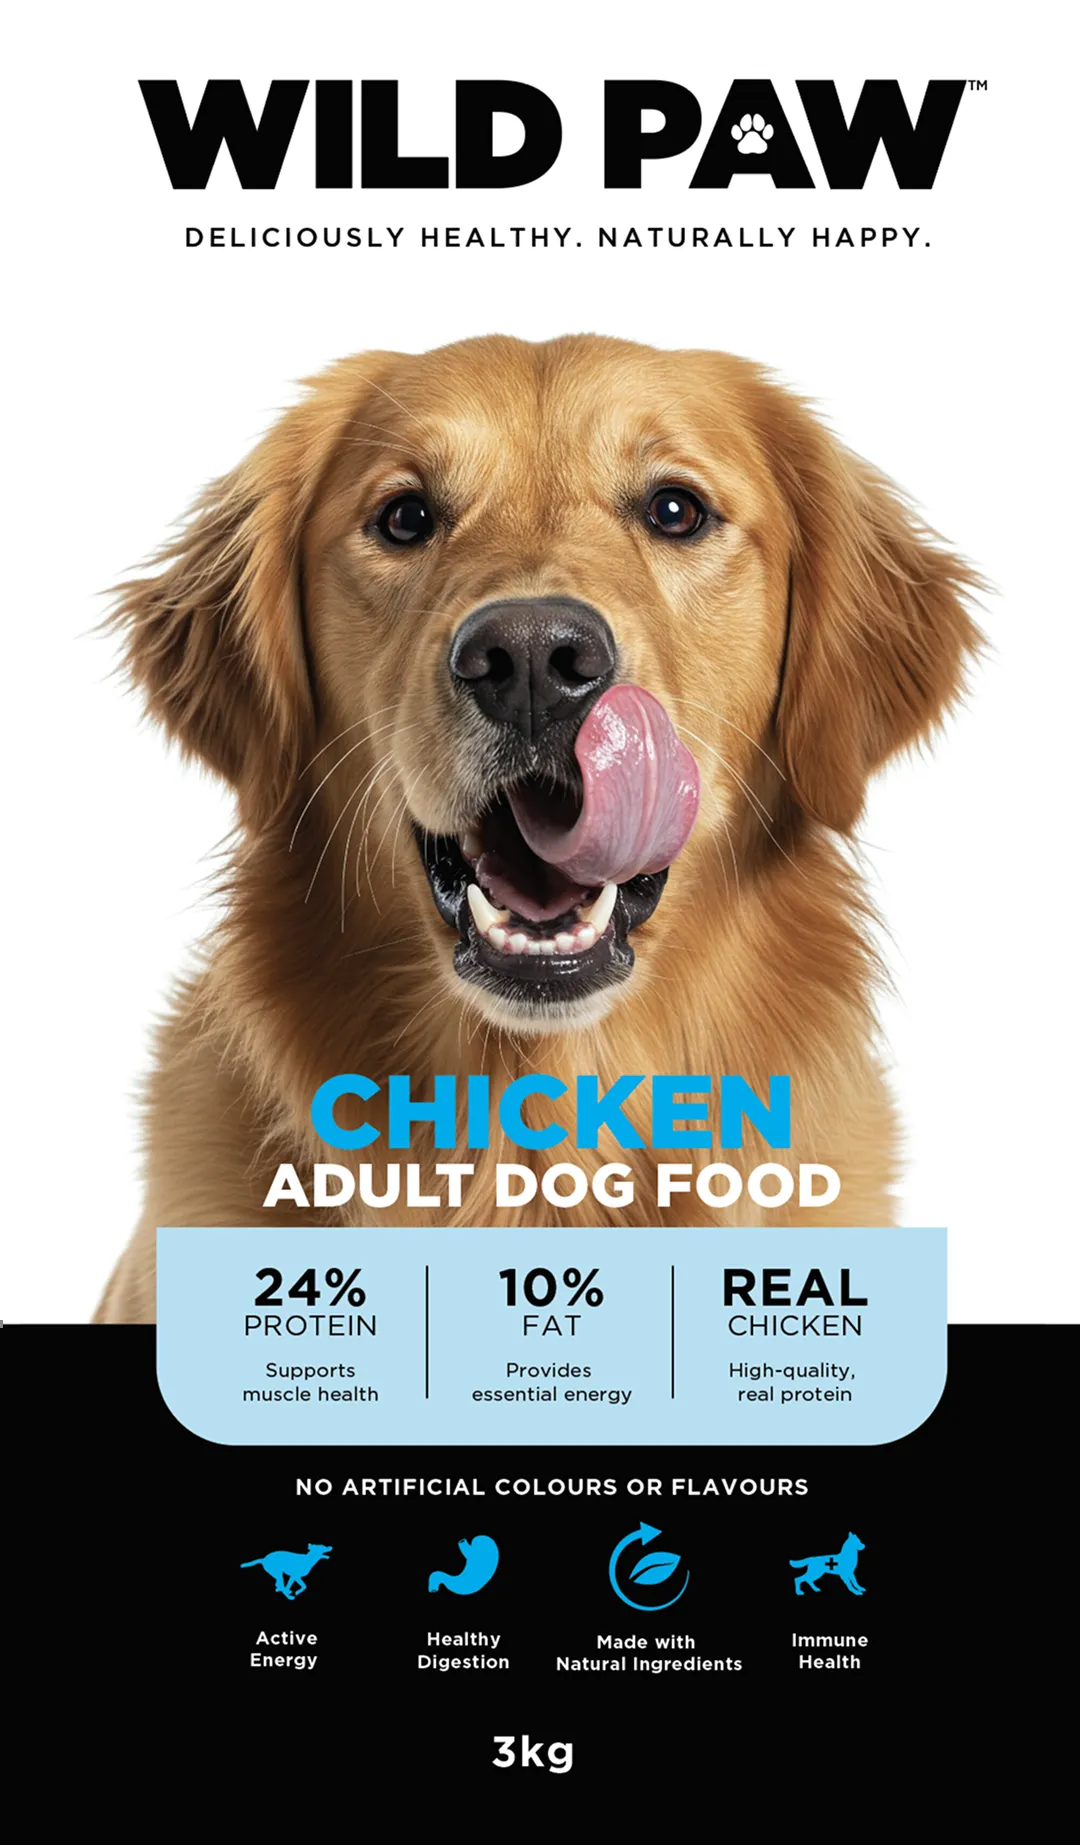 WILD PAW™
DELICIOUSLY HEALTHY. NATURALLY HAPPY.
CHICKEN
ADULT DOG FOOD
24%
PROTEIN
Supports
muscle health
10%
FAT
Provides
essential energy
REAL
CHICKEN
High-quality,
real protein
NO ARTIFICIAL COLOURS OR FLAVOURS
Active
Energy
Healthy
Digestion
Made with
Natural Ingredients
Immune
Health
3kg